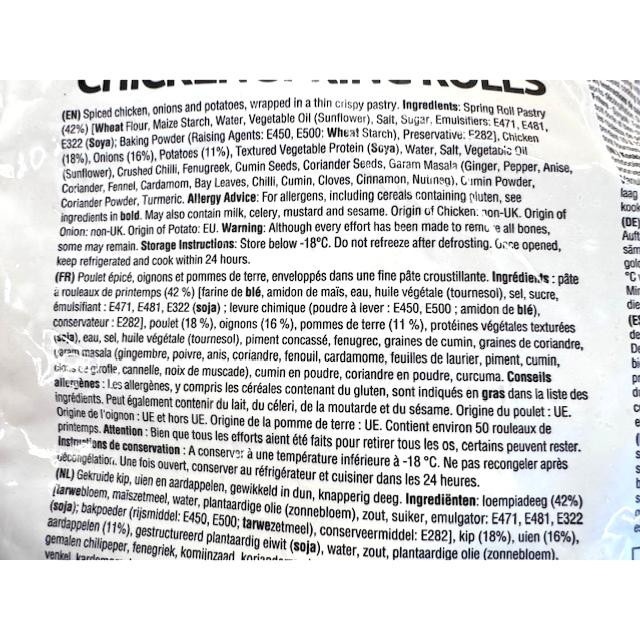 CHICKEN SPRING ROLLS
(EN) Spiced chicken, onions and potatoes, wrapped in a thin crispy pastry. Ingredients: Spring Roll Pastry
(42%) [Wheat Flour, Maize Starch, Water, Vegetable Oil (Sunflower), Salt, Sugar, Emulsifiers: E471, E481,
E322 (Soya); Baking Powder (Raising Agents: E450, E500; Wheat Starch), Preservative: E282], Chicken
(18%), Onions (16%), Potatoes (11%), Textured Vegetable Protein (Soya), Water, Salt, Vegetable Oil
(Sunflower), Crushed Chilli, Fenugreek, Cumin Seeds, Coriander Seeds, Garam Masala (Ginger, Pepper, Anise,
Coriander, Fennel, Cardamom, Bay Leaves, Chilli, Cumin, Cloves, Cinnamon, Nutmeg), Cumin Powder,
Coriander Powder, Turmeric. Allergy Advice: For allergens, including cereals containing gluten, see
ingredients in bold. May also contain milk, celery, mustard and sesame. Origin of Chicken: non-UK. Origin of
Onion: non-UK. Origin of Potato: EU. Warning: Although every effort has been made to remove all bones,
some may remain. Storage Instructions: Store below -18°C. Do not refreeze after defrosting. Once opened,
keep refrigerated and cook within 24 hours.
(FR) Poulet épicé, oignons et pommes de terre, enveloppés dans une fine pâte croustillante. Ingrédients : pâte
à rouleaux de printemps (42 %) [farine de blé, amidon de maïs, eau, huile végétale (tournesol), sel, sucre,
émulsifiant : E471, E481, E322 (soja) ; levure chimique (poudre à lever : E450, E500 ; amidon de blé),
conservateur : E282], poulet (18 %), oignons (16 %), pommes de terre (11 %), protéines végétales texturées
(soja), eau, sel, huile végétale (tournesol), piment concassé, fenugrec, graines de cumin, graines de coriandre,
garam masala (gingembre, poivre, anis, coriandre, fenouil, cardamome, feuilles de laurier, piment, cumin,
clous de girofle, cannelle, noix de muscade), cumin en poudre, coriandre en poudre, curcuma. Conseils
allergènes : Les allergènes, y compris les céréales contenant du gluten, sont indiqués en gras dans la liste des
ingrédients. Peut également contenir du lait, du céleri, de la moutarde et du sésame. Origine du poulet : UE.
Origine de l'oignon : UE et hors UE. Origine de la pomme de terre : UE. Contient environ 50 rouleaux de
printemps. Attention : Bien que tous les efforts aient été faits pour retirer tous les os, certains peuvent rester.
Instructions de conservation : A conserver à une température inférieure à -18 °C. Ne pas recongeler après
décongélation. Une fois ouvert, conserver au réfrigérateur et cuisiner dans les 24 heures.
(NL) Gekruide kip, uien en aardappelen, gewikkeld in dun, knapperig deeg. Ingrediënten: loempiadeeg (42%)
[tarwebloem, maïszetmeel, water, plantaardige olie (zonnebloem), zout, suiker, emulgator: E471, E481, E322
(soja); bakpoeder (rijsmiddel: E450, E500; tarwezetmeel), conserveermiddel: E282], kip (18%), uien (16%),
aardappelen (11%), gestructureerd plantaardig eiwit (soja), water, zout, plantaardige olie (zonnebloem),
gemalen chilipeper, fenegriek, komijnzaad,
venkel
laag
kook
(DE)
Auft